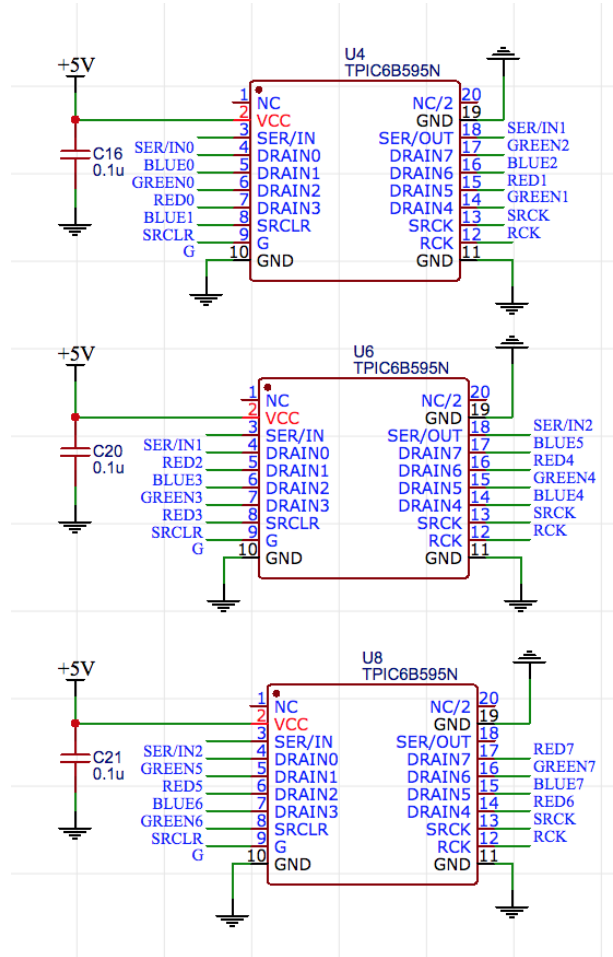 U4
TPIC6B595N
+5V
C16
0.1u
1 NC
2 VCC
3 SER/IN
4 DRAIN0
5 DRAIN1
6 DRAIN2
7 DRAIN3
8 SRCLR
9 G
10 GND
SER/IN0
BLUE0
GREEN0
RED0
BLUE1
SRCLR
G
NC/2 20
GND 19
SER/OUT 18
DRAIN7 17
DRAIN6 16
DRAIN5 15
DRAIN4 14
SRCK 13
RCK 12
GND 11
SER/IN1
GREEN2
BLUE2
RED1
GREEN1
SRCK
RCK
U6
TPIC6B595N
+5V
C20
0.1u
1 NC
2 VCC
3 SER/IN
4 DRAIN0
5 DRAIN1
6 DRAIN2
7 DRAIN3
8 SRCLR
9 G
10 GND
SER/IN1
RED2
BLUE3
GREEN3
RED3
SRCLR
G
NC/2 20
GND 19
SER/OUT 18
DRAIN7 17
DRAIN6 16
DRAIN5 15
DRAIN4 14
SRCK 13
RCK 12
GND 11
SER/IN2
BLUE5
RED4
GREEN4
BLUE4
SRCK
RCK
U8
TPIC6B595N
+5V
C21
0.1u
1 NC
2 VCC
3 SER/IN
4 DRAIN0
5 DRAIN1
6 DRAIN2
7 DRAIN3
8 SRCLR
9 G
10 GND
SER/IN2
GREEN5
RED5
BLUE6
GREEN6
SRCLR
G
NC/2 20
GND 19
SER/OUT 18
DRAIN7 17
DRAIN6 16
DRAIN5 15
DRAIN4 14
SRCK 13
RCK 12
GND 11
RED7
GREEN7
BLUE7
RED6
SRCK
RCK